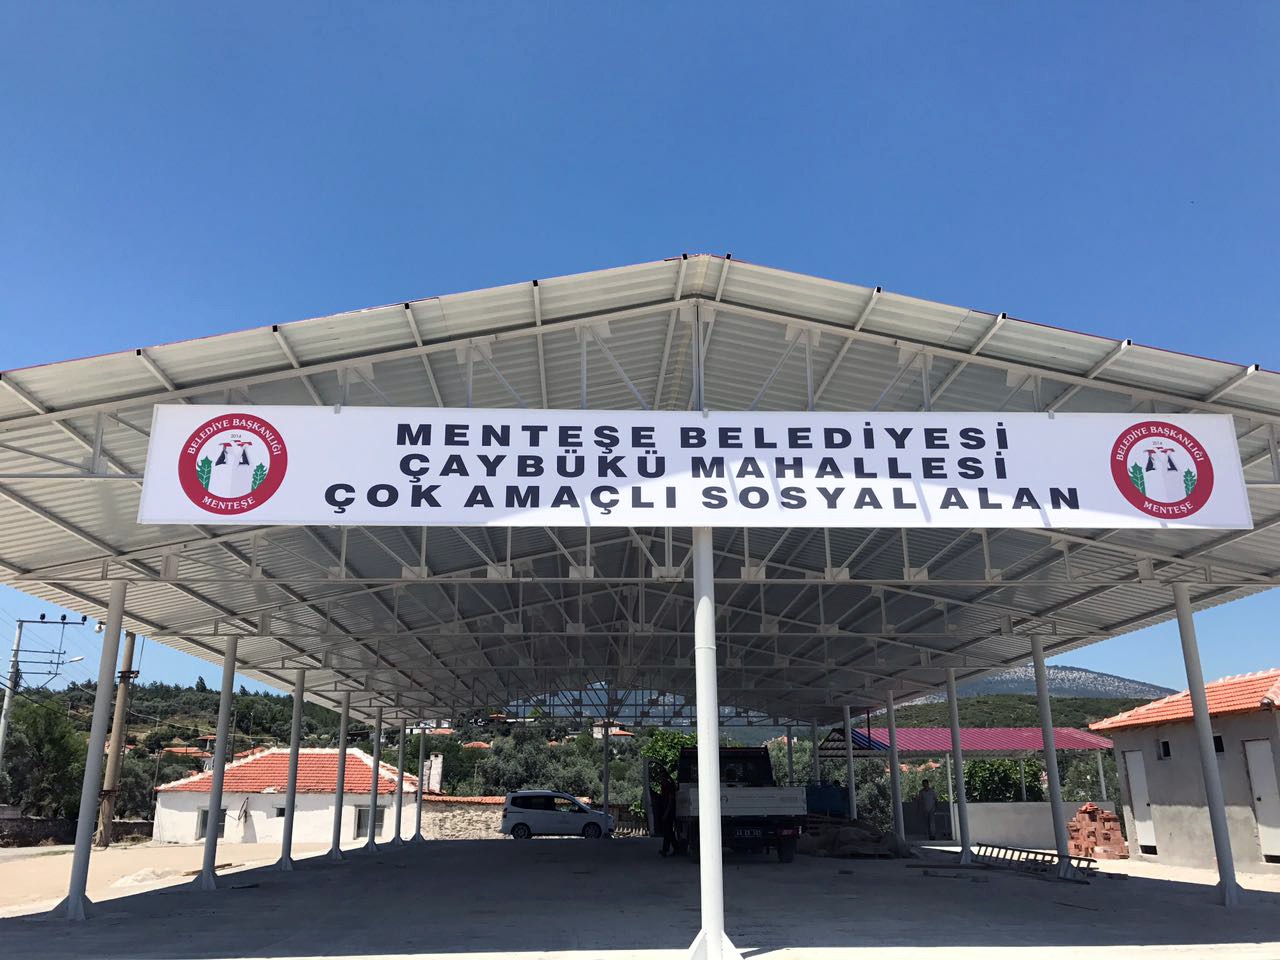 MENTEŞE BELEDİYESİ
ÇAYBÜKÜ MAHALLESİ
ÇOK AMAÇLI SOSYAL ALAN
BELEDİYE BAŞKANLIĞI
2014
MENTEŞE
BELEDİYE BAŞKANLIĞI
2014
MENTEŞE